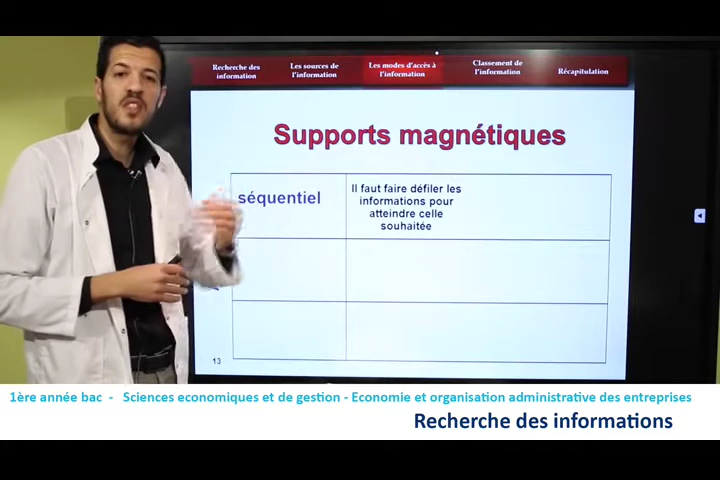 Recherche des
information
Les sources de
l'information
Les modes d'accès à
l'information
Classement de
l'information
Récapitulation
Supports magnétiques
séquentiel
Il faut faire défiler les
informations pour
atteindre celle
souhaitée
13
1ère année bac - Sciences economiques et de gestion - Economie et organisation administrative des entreprises
Recherche des informations